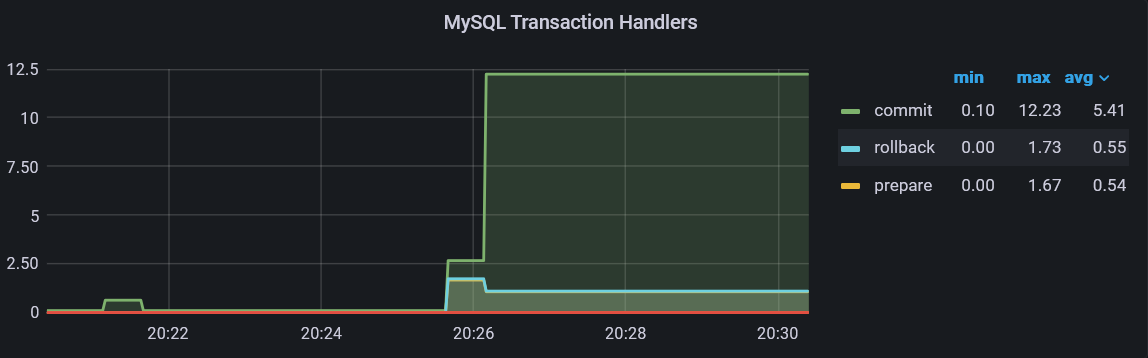 MySQL Transaction Handlers
12.5
10
7.50
5
2.50
0
20:22 20:24 20:26 20:28 20:30
min max avg
commit 0.10 12.23 5.41
rollback 0.00 1.73 0.55
prepare 0.00 1.67 0.54